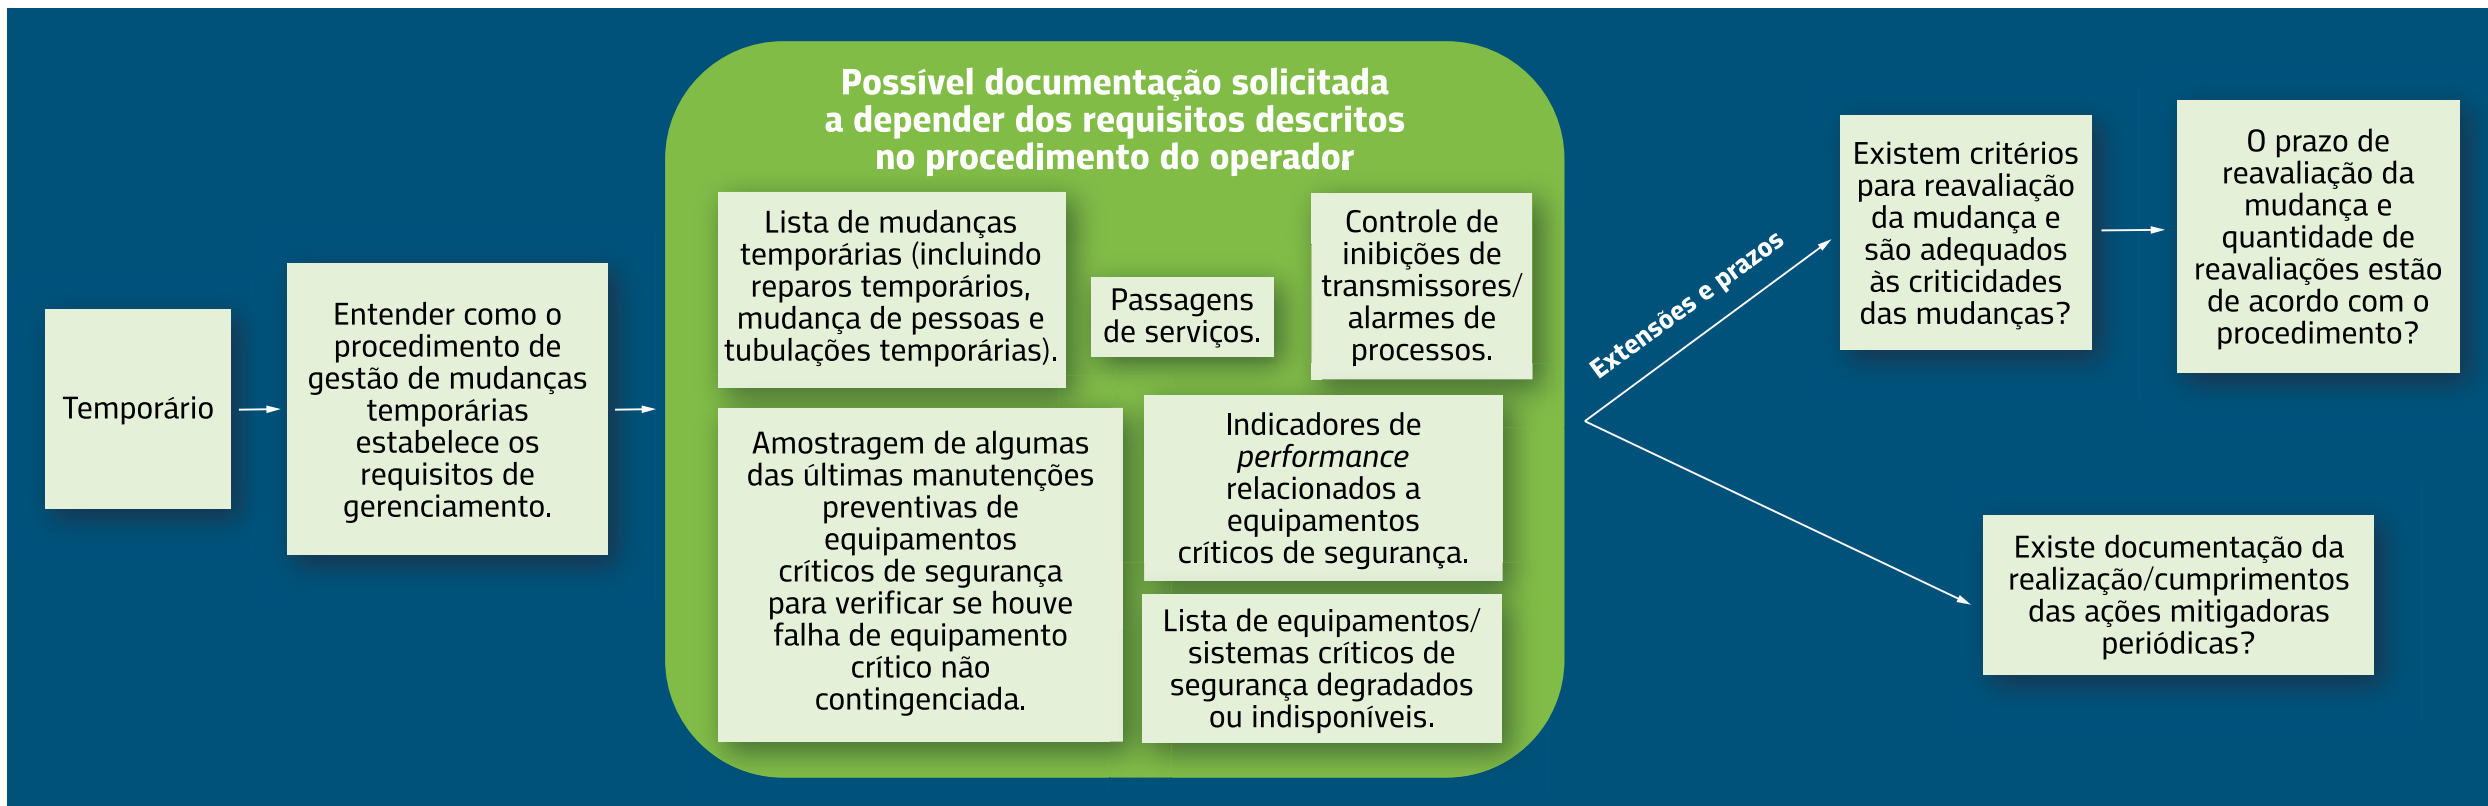 Temporário
Entender como o
procedimento de
gestão de mudanças
temporárias
estabelece os
requisitos de
gerenciamento.
Possível documentação solicitada
a depender dos requisitos descritos
no procedimento do operador
Lista de mudanças
temporárias (incluindo
reparos temporários,
mudança de pessoas e
tubulações temporárias).
Passagens
de serviços.
Controle de
inibições de
transmissores/
alarmes de
processos.
Amostragem de algumas
das últimas manutenções
preventivas de
equipamentos
críticos de segurança
para verificar se houve
falha de equipamento
crítico não
contingenciada.
Indicadores de
performance
relacionados a
equipamentos
críticos de segurança.
Lista de equipamentos/
sistemas críticos de
segurança degradados
ou indisponíveis.
Extensões e prazos
Existem critérios
para reavaliação
da mudança e
são adequados
às criticidades
das mudanças?
O prazo de
reavaliação da
mudança e
quantidade de
reavaliações estão
de acordo com o
procedimento?
Existe documentação da
realização/cumprimentos
das ações mitigadoras
periódicas?